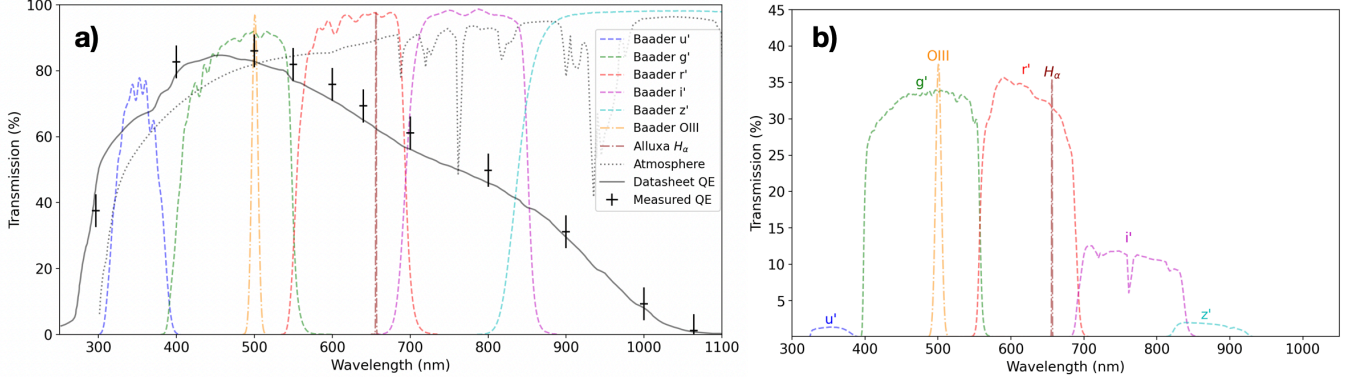 a)
100
80
60
40
20
0
Transmission (%)
300 400 500 600 700 800 900 1000 1100
Wavelength (nm)
Baader u'
Baader g'
Baader r'
Baader i'
Baader z'
Baader OIII
Alluxa Hα
Atmosphere
Datasheet QE
Measured QE
b)
45
40
35
30
25
20
15
10
5
Transmission (%)
300 400 500 600 700 800 900 1000
Wavelength (nm)
u'
g'
OIII
r'
Hα
i'
z'